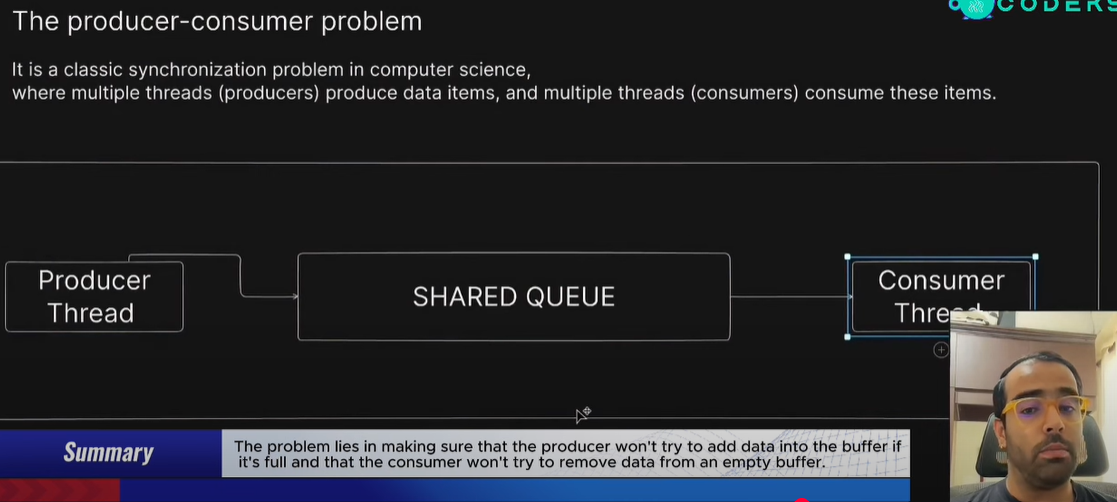 The producer-consumer problem
CODERS
It is a classic synchronization problem in computer science,
where multiple threads (producers) produce data items, and multiple threads (consumers) consume these items.
Producer
Thread
SHARED QUEUE
Consumer
Summary
The problem lies in making sure that the producer won't try to add data into the buffer if
it's full and that the consumer won't try to remove data from an empty buffer.